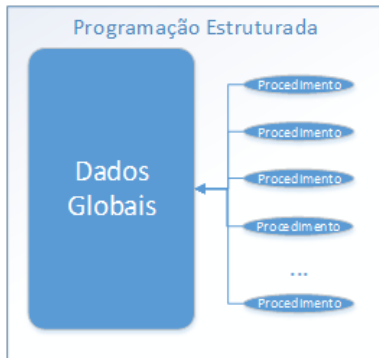 Programação Estruturada
Dados
Globais
Procedimento
Procedimento
Procedimento
Procedimento
...
Procedimento